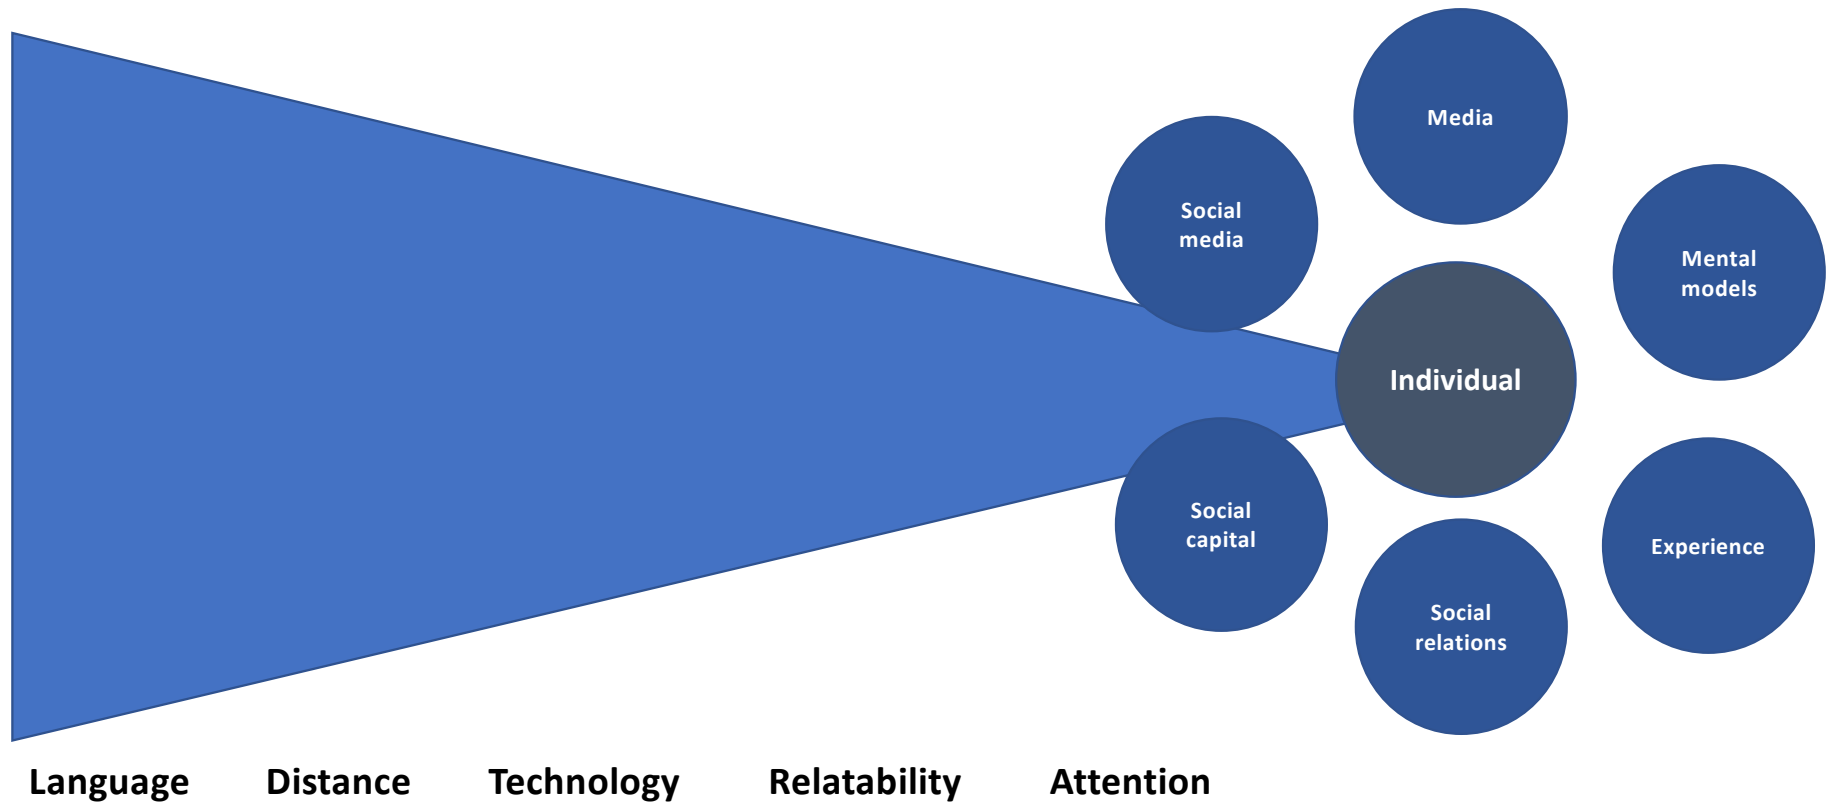 Media
Social
media
Mental
models
Individual
Social
capital
Experience
Social
relations
Language Distance Technology Relatability Attention